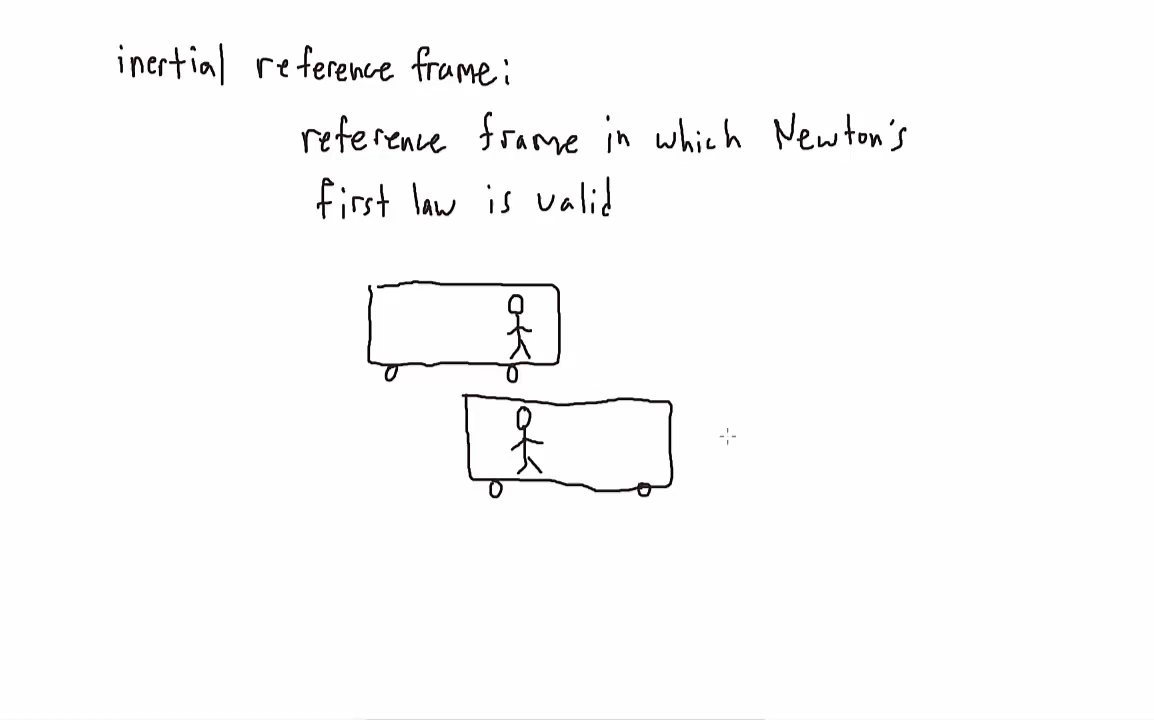 inertial reference frame:
reference frame in which Newton's
first law is valid